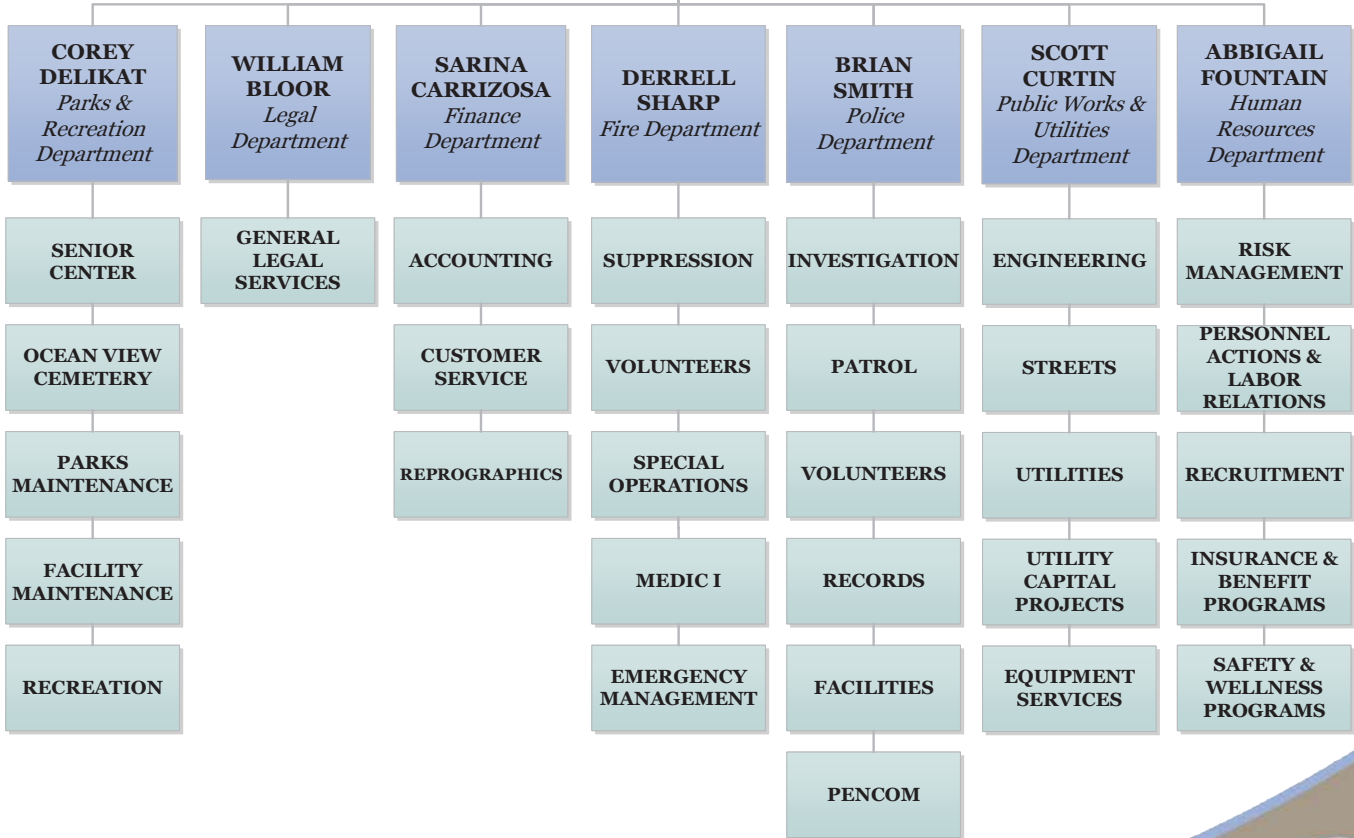 COREY
DELIKAT
Parks &
Recreation
Department
WILLIAM
BLOOR
Legal
Department
SARINA
CARRIZOSA
Finance
Department
DERRELL
SHARP
Fire Department
BRIAN
SMITH
Police
Department
SCOTT
CURTIN
Public Works &
Utilities
Department
ABBIGAIL
FOUNTAIN
Human
Resources
Department
SENIOR
CENTER
OCEAN VIEW
CEMETERY
PARKS
MAINTENANCE
FACILITY
MAINTENANCE
RECREATION
GENERAL
LEGAL
SERVICES
ACCOUNTING
CUSTOMER
SERVICE
REPROGRAPHICS
SUPPRESSION
VOLUNTEERS
SPECIAL
OPERATIONS
MEDIC I
EMERGENCY
MANAGEMENT
INVESTIGATION
PATROL
VOLUNTEERS
RECORDS
FACILITIES
PENCOM
ENGINEERING
STREETS
UTILITIES
UTILITY
CAPITAL
PROJECTS
EQUIPMENT
SERVICES
RISK
MANAGEMENT
PERSONNEL
ACTIONS &
LABOR
RELATIONS
RECRUITMENT
INSURANCE &
BENEFIT
PROGRAMS
SAFETY &
WELLNESS
PROGRAMS